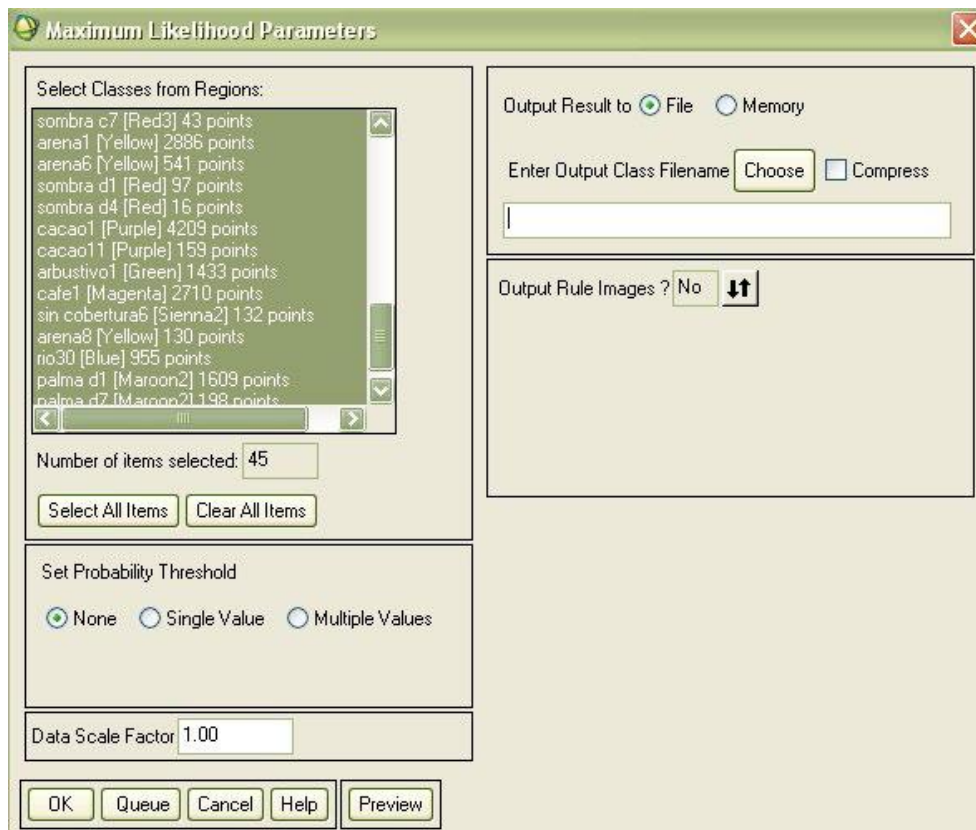 Maximum Likelihood Parameters
Select Classes from Regions:
sombra c7 [Red3] 43 points
arena1 [Yellow] 2886 points
arena6 [Yellow] 541 points
sombra d1 [Red] 97 points
sombra d4 [Red] 16 points
cacao1 [Purple] 4209 points
cacao11 [Purple] 159 points
arbustivo1 [Green] 1433 points
cafe1 [Magenta] 2710 points
sin cobertura6 [Sienna2] 132 points
arena8 [Yellow] 130 points
rio30 [Blue] 955 points
palma d1 [Maroon2] 1609 points
palma d7 [Maroon2] 198 points
Number of items selected: 45
Select All Items Clear All Items
Set Probability Threshold
None Single Value Multiple Values
Data Scale Factor 1.00
OK Queue Cancel Help Preview
Output Result to File Memory
Enter Output Class Filename Choose Compress
Output Rule Images ? No